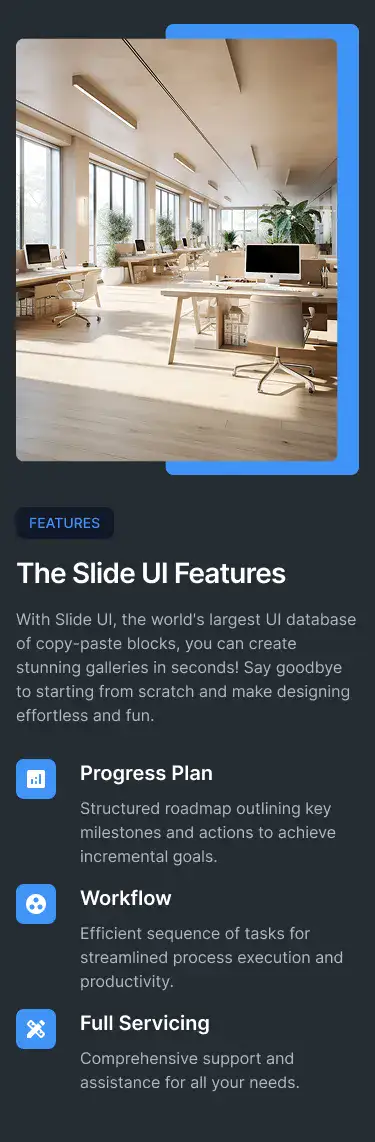 FEATURES
The Slide UI Features
With Slide UI, the world's largest UI database
of copy-paste blocks, you can create
stunning galleries in seconds! Say goodbye
to starting from scratch and make designing
effortless and fun.
Progress Plan
Structured roadmap outlining key
milestones and actions to achieve
incremental goals.
Workflow
Efficient sequence of tasks for
streamlined process execution and
productivity.
Full Servicing
Comprehensive support and
assistance for all your needs.